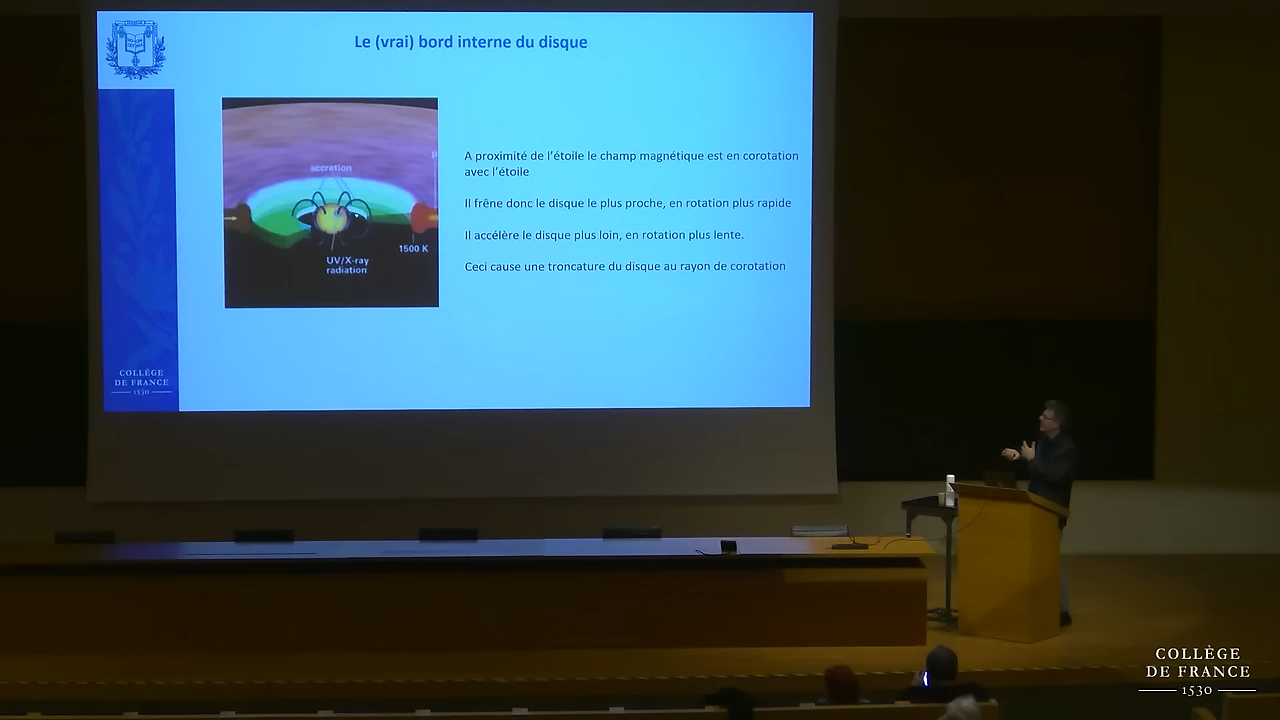 Le (vrai) bord interne du disque
accretion
1500 K
UV/X-ray
radiation
A proximité de l'étoile le champ magnétique est en corotation
avec l'étoile
Il frêne donc le disque le plus proche, en rotation plus rapide
Il accélère le disque plus loin, en rotation plus lente.
Ceci cause une troncature du disque au rayon de corotation
COLLÈGE
DE FRANCE
1530
COLLÈGE
DE FRANCE
1530